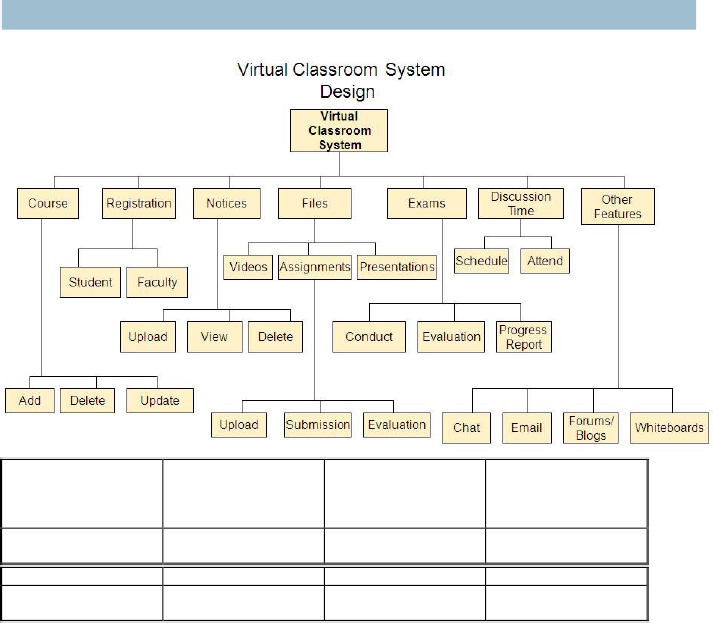 Virtual Classroom System
Design
Virtual
Classroom
System
Course
Registration
Notices
Files
Exams
Discussion
Time
Other
Features
Student
Faculty
Videos
Assignments
Presentations
Schedule
Attend
Upload
View
Delete
Conduct
Evaluation
Progress
Report
Add
Delete
Update
Upload
Submission
Evaluation
Chat
Email
Forums/
Blogs
Whiteboards